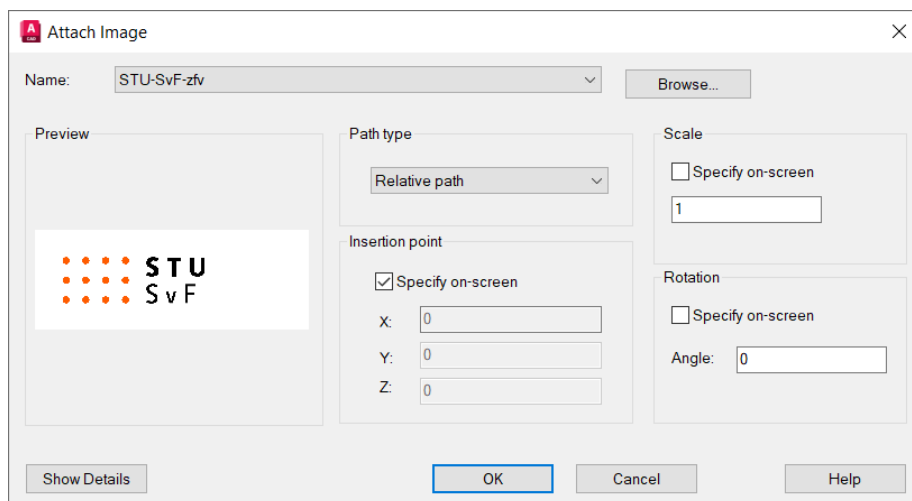 A
CAD
Attach Image
Name:
STU-SvF-zfv
Browse...
Preview
STU
SvF
Path type
Relative path
Insertion point
Specify on-screen
X:
0
Y:
0
Z:
0
Scale
Specify on-screen
1
Rotation
Specify on-screen
Angle:
0
Show Details
OK
Cancel
Help